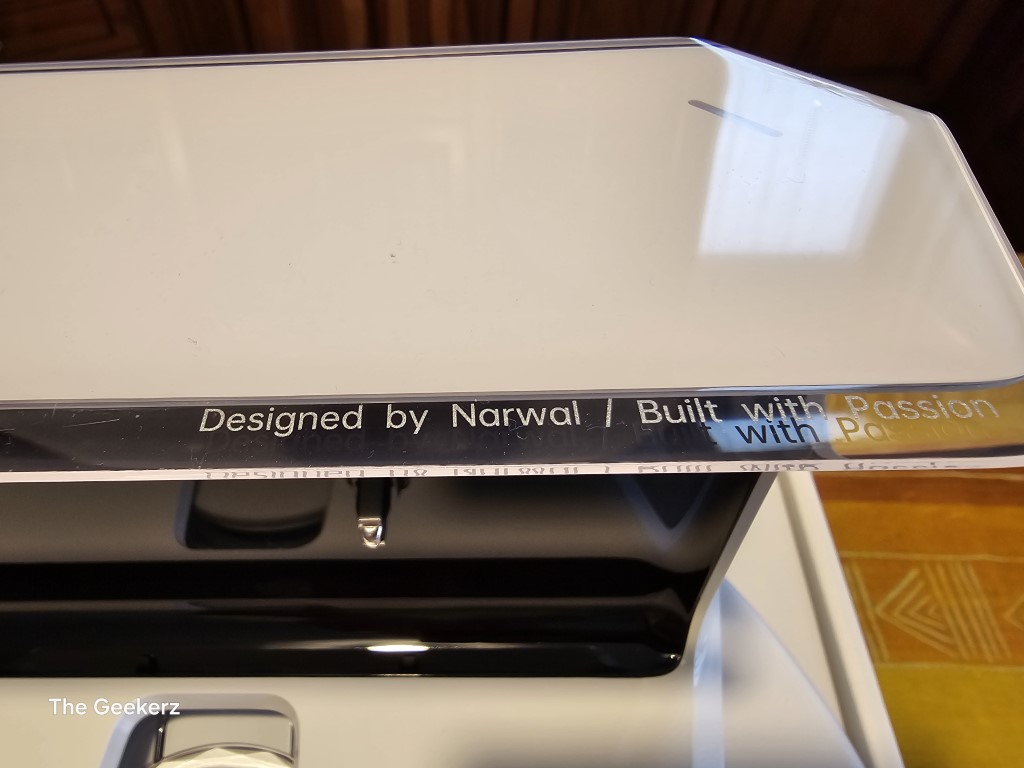 Designed by Narwal / Built with Passion
The Geekerz